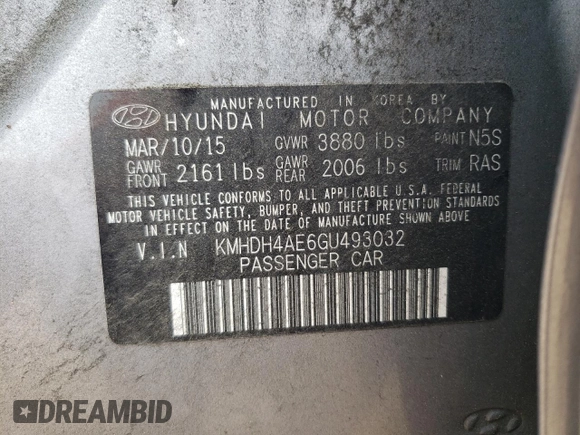 MANUFACTURED IN KOREA BY
HYUNDAI MOTOR COMPANY
MAR/10/15 GVWR 3880 lbs PAINT N5S
GAWR FRONT 2161 lbs GAWR REAR 2006 lbs TRIM RAS
THIS VEHICLE CONFORMS TO ALL APPLICABLE U.S.A. FEDERAL
MOTOR VEHICLE SAFETY, BUMPER, AND THEFT PREVENTION
STANDARDS IN EFFECT ON THE DATE OF MANUFACTURE SHOWN ABOVE
V.I.N KMHDH4AE6GU493032
PASSENGER CAR
DREAMBID